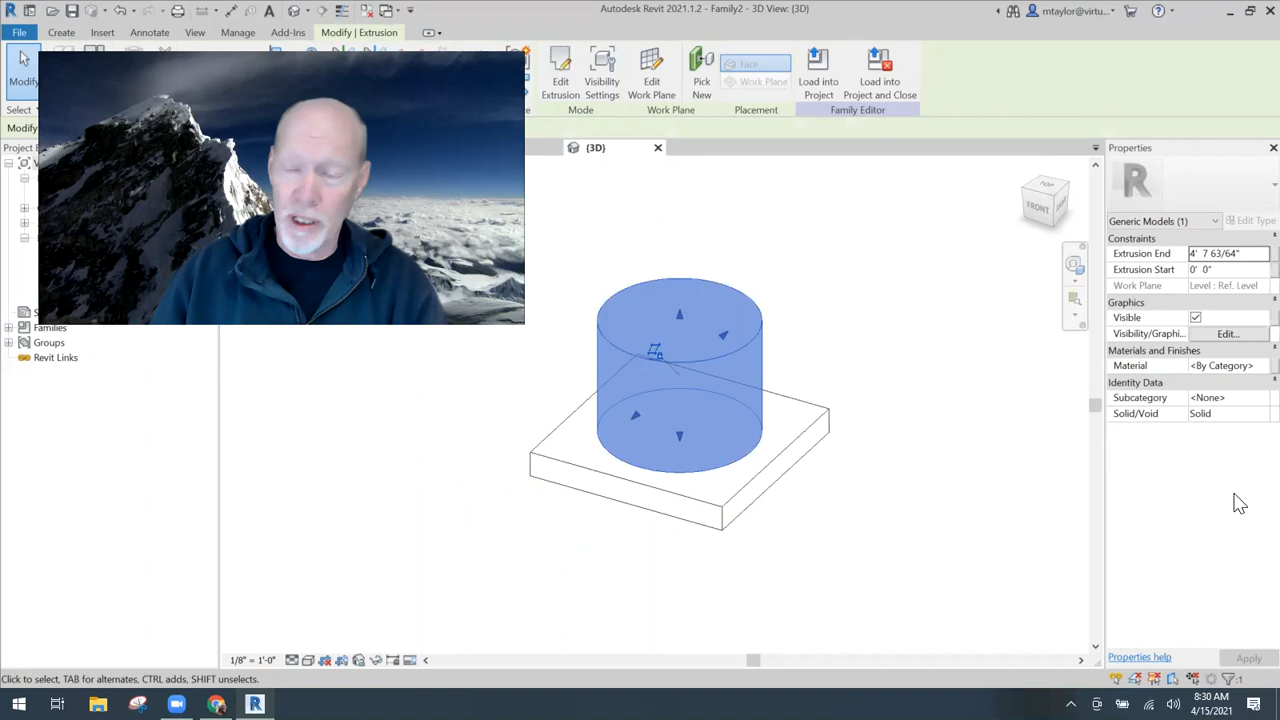 Autodesk Revit 2021.1.2 - Family2 - 3D View: {3D}
mtaylor@virtu...
File Create Insert Annotate View Manage Add-Ins Modify | Extrusion
Modify
Edit Extrusion
Visibility Settings
Edit Work Plane
Pick New
Face
Work Plane
Load into Project
Load into Project and Close
Select
Mode
Work Plane
Placement
Family Editor
Project
{3D}
Properties
TOP
FRONT
R
Generic Models (1)
Edit Type
Constraints
Extrusion End 4' 7 63/64"
Extrusion Start 0' 0"
Work Plane Level : Ref. Level
Graphics
Visible
Visibility/Graphi... Edit...
Materials and Finishes
Material <By Category>
Identity Data
Subcategory <None>
Solid/Void Solid
Families
Groups
Revit Links
1/8" = 1'-0"
Properties help
Apply
Click to select, TAB for alternates, CTRL adds, SHIFT unselects.
:1
8:30 AM
4/15/2021